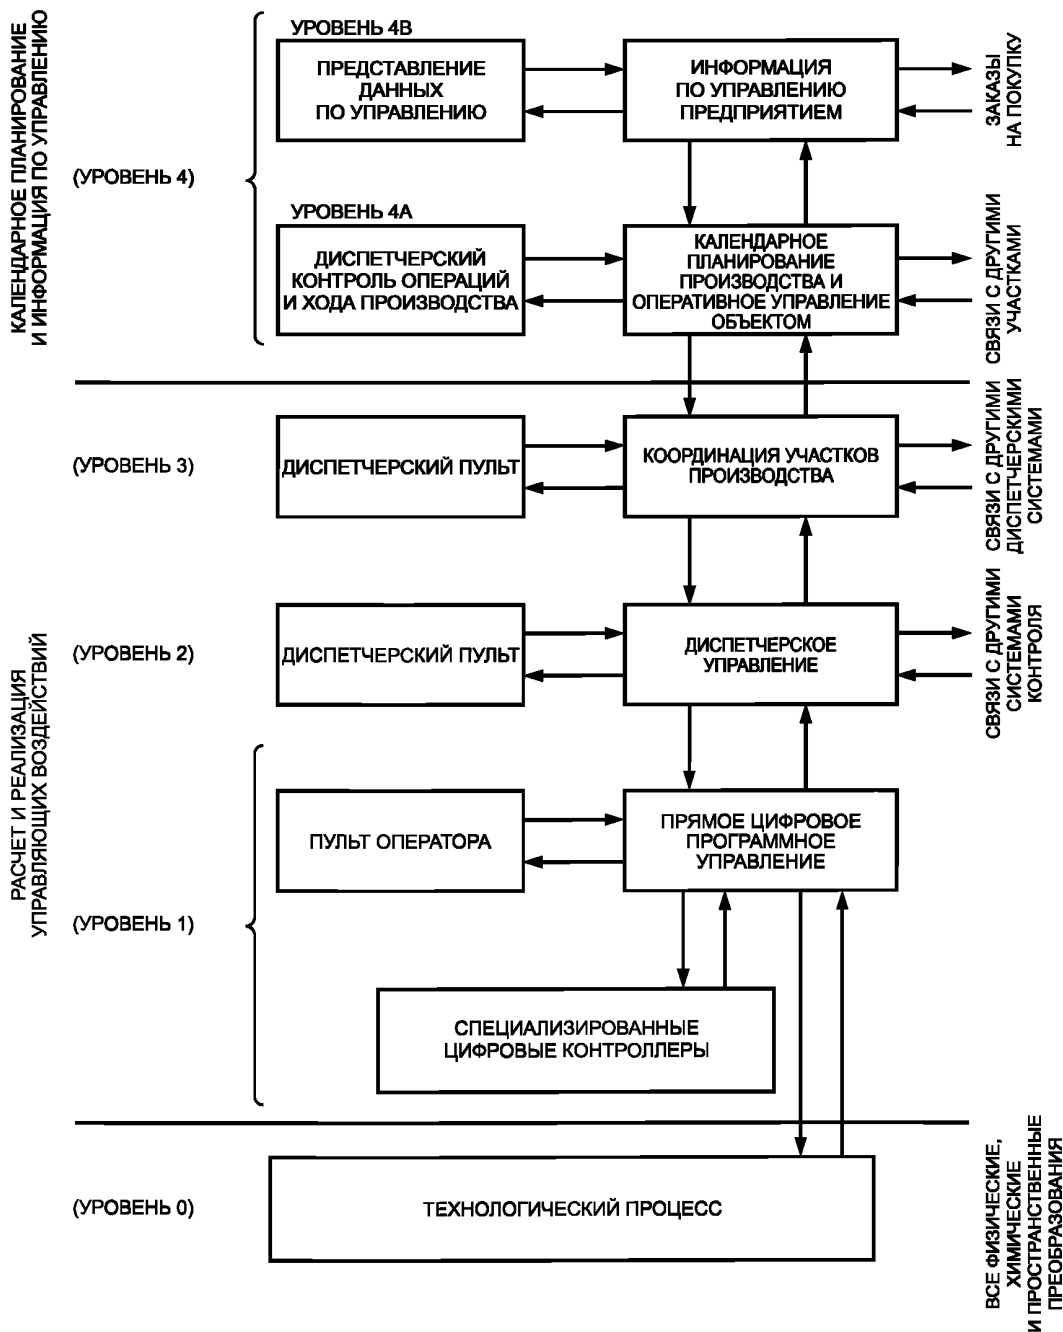 КАЛЕНДАРНОЕ ПЛАНИРОВАНИЕ
И ИНФОРМАЦИЯ ПО УПРАВЛЕНИЮ
(УРОВЕНЬ 4)
УРОВЕНЬ 4В
ПРЕДСТАВЛЕНИЕ
ДАННЫХ
ПО УПРАВЛЕНИЮ
ИНФОРМАЦИЯ
ПО УПРАВЛЕНИЮ
ПРЕДПРИЯТИЕМ
ЗАКАЗЫ
НА ПОКУПКУ
УРОВЕНЬ 4А
ДИСПЕТЧЕРСКИЙ
КОНТРОЛЬ ОПЕРАЦИЙ
И ХОДА ПРОИЗВОДСТВА
КАЛЕНДАРНОЕ
ПЛАНИРОВАНИЕ
ПРОИЗВОДСТВА И
ОПЕРАТИВНОЕ УПРАВЛЕНИЕ
ОБЪЕКТОМ
СВЯЗИ С ДРУГИМИ
УЧАСТКАМИ
РАСЧЕТ И РЕАЛИЗАЦИЯ
УПРАВЛЯЮЩИХ ВОЗДЕЙСТВИЙ
(УРОВЕНЬ 3)
ДИСПЕТЧЕРСКИЙ ПУЛЬТ
КООРДИНАЦИЯ УЧАСТКОВ
ПРОИЗВОДСТВА
СВЯЗИ С ДРУГИМИ
ДИСПЕТЧЕРСКИМИ
СИСТЕМАМИ
(УРОВЕНЬ 2)
ДИСПЕТЧЕРСКИЙ ПУЛЬТ
ДИСПЕТЧЕРСКОЕ
УПРАВЛЕНИЕ
СВЯЗИ С ДРУГИМИ
СИСТЕМАМИ
КОНТРОЛЯ
(УРОВЕНЬ 1)
ПУЛЬТ ОПЕРАТОРА
ПРЯМОЕ ЦИФРОВОЕ
ПРОГРАММНОЕ
УПРАВЛЕНИЕ
СПЕЦИАЛИЗИРОВАННЫЕ
ЦИФРОВЫЕ КОНТРОЛЛЕРЫ
(УРОВЕНЬ 0)
ТЕХНОЛОГИЧЕСКИЙ ПРОЦЕСС
ВСЕ ФИЗИЧЕСКИЕ,
ХИМИЧЕСКИЕ
И ПРОСТРАНСТВЕННЫЕ
ПРЕОБРАЗОВАНИЯ